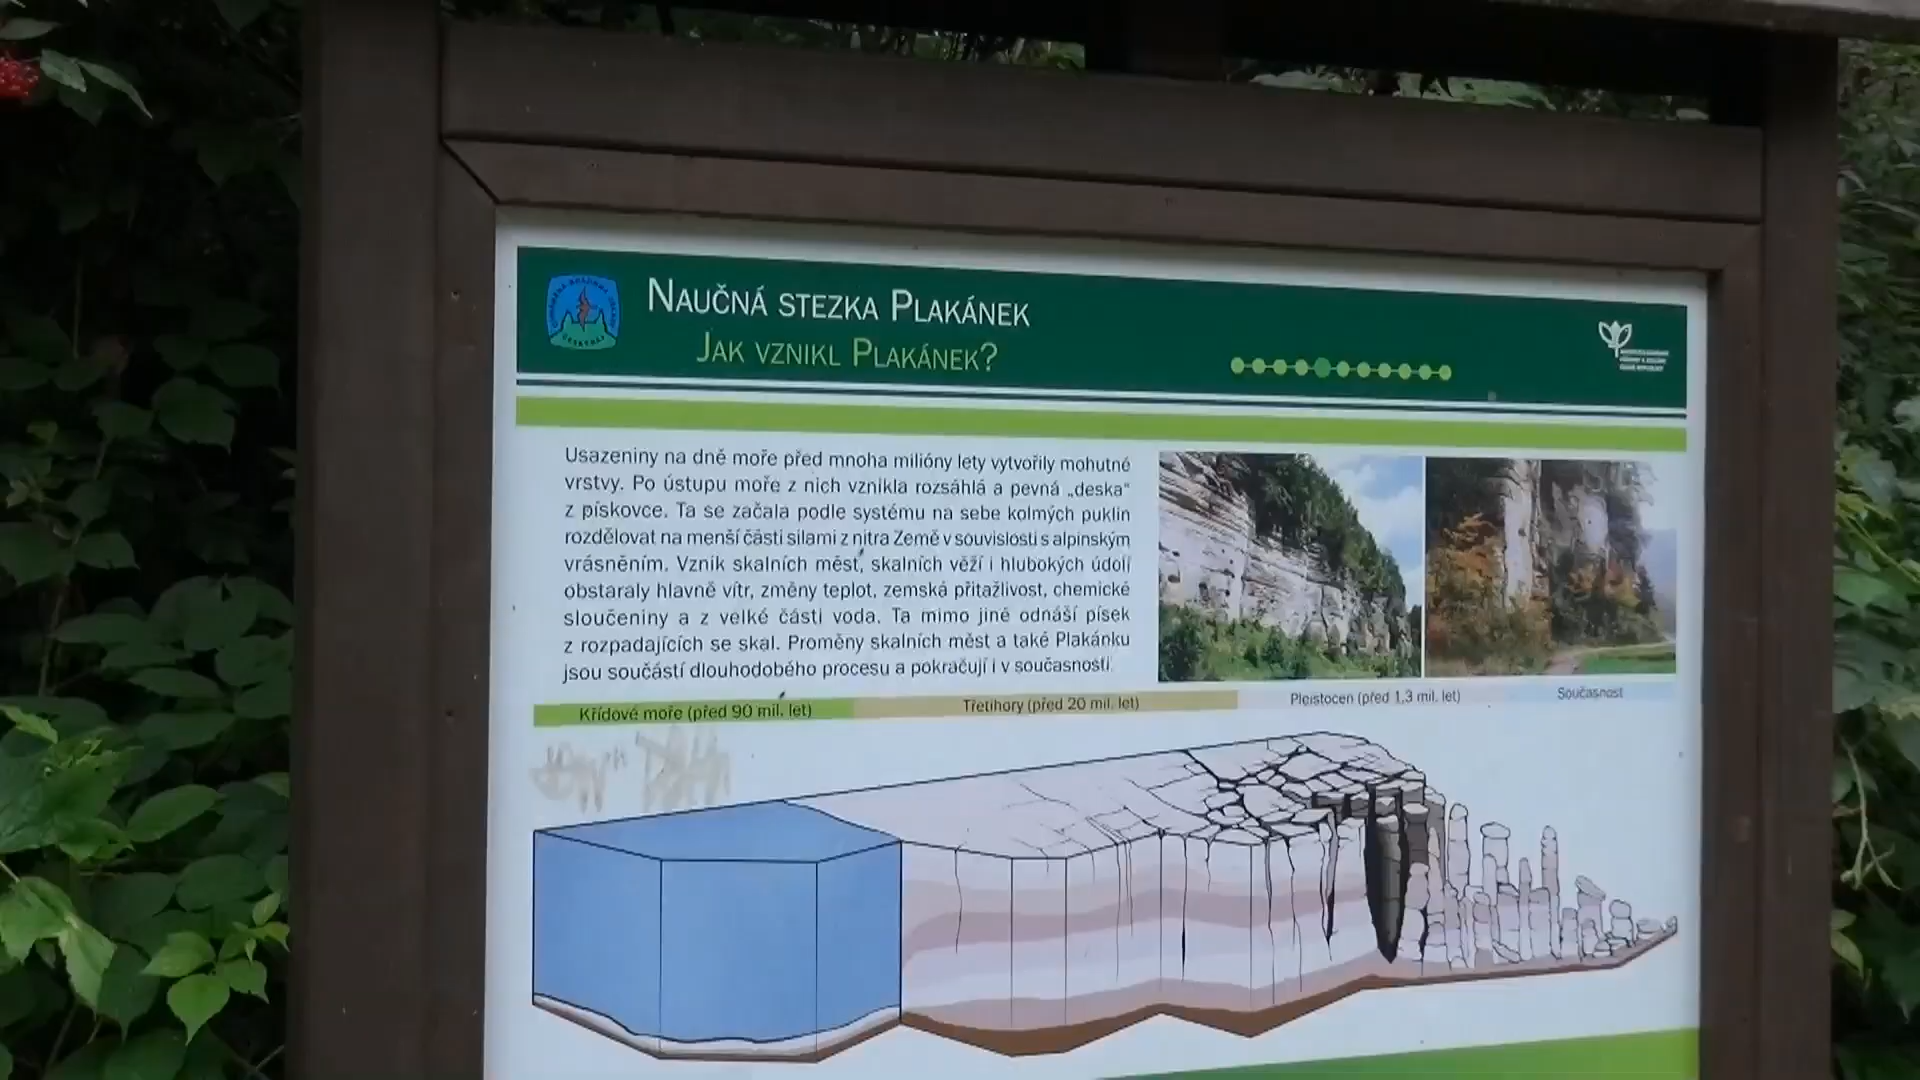 Naučná stezka Plakánek
Jak vznikl Plakánek?
Usazeniny na dně moře před mnoha milióny lety vytvořily mohutné
vrstvy. Po ústupu moře z nich vznikla rozsáhlá a pevná „deska“
z pískovce. Ta se začala podle systému na sebe kolmých puklin
rozdělovat na menší části silami z nitra Země v souvislosti s alpinským
vrásněním. Vznik skalních měst, skalních věží i hlubokých údolí
obstaraly hlavně vítr, změny teplot, zemská přitažlivost, chemické
sloučeniny a z velké části voda. Ta mimo jiné odnáší písek
z rozpadajících se skal. Proměny skalních měst a také Plakánku
jsou součástí dlouhodobého procesu a pokračují i v současnosti.
Křídové moře (před 90 mil. let)
Třetihory (před 20 mil. let)
Pleistocen (před 1,3 mil. let)
Současnost